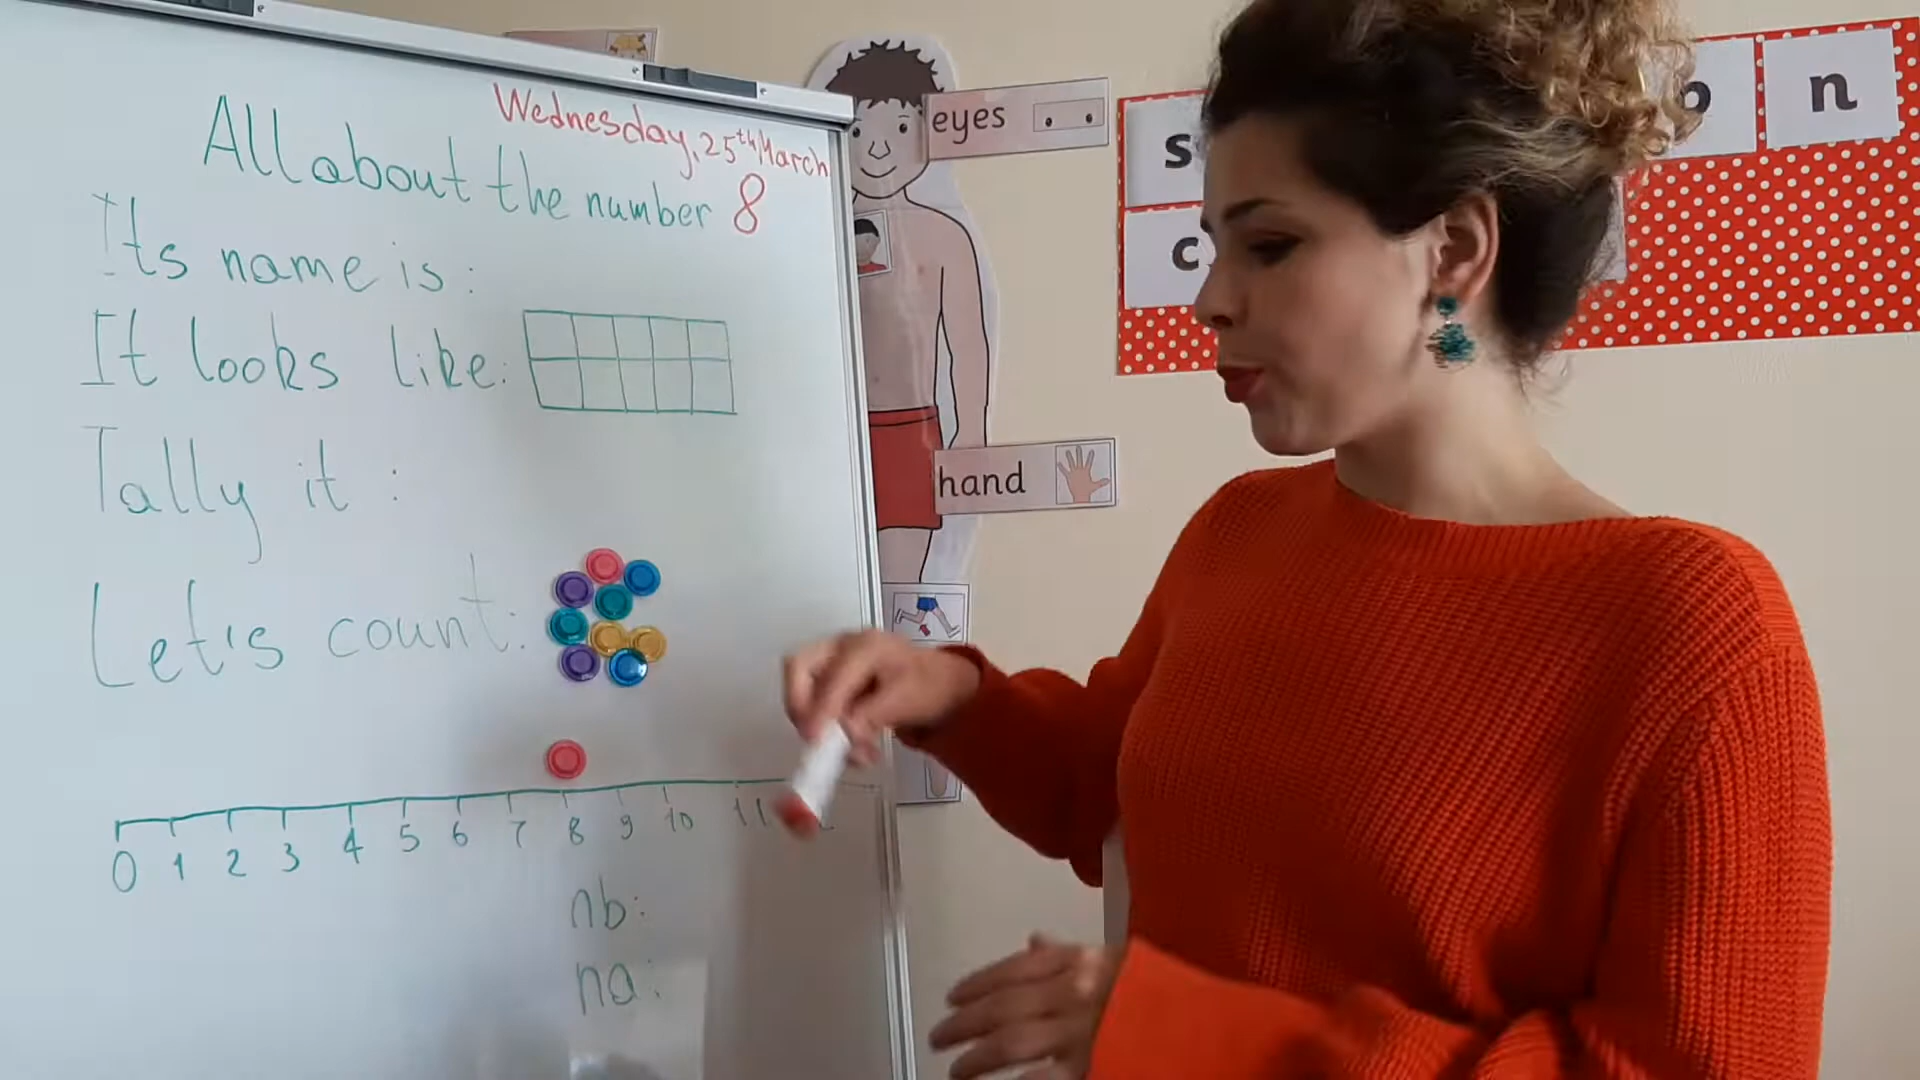 Wednesday, 25th March
All about the number 8
Its name is:
It looks like:
Tally it:
Let's count:
0 1 2 3 4 5 6 7 8 9 10 11
nb:
na:
eyes
hand
s
n
c